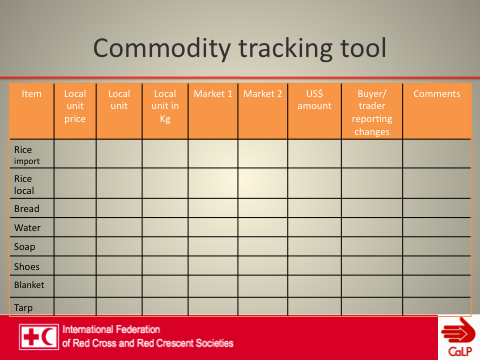 Commodity tracking tool
Item
Local
unit
price
Local
unit
Local
unit in
Kg
Market 1
Market 2
US$
amount
Buyer/
trader
reporting
changes
Comments
Rice
import
Rice
local
Bread
Water
Soap
Shoes
Blanket
Tarp
International Federation
of Red Cross and Red Crescent Societies
CaLP